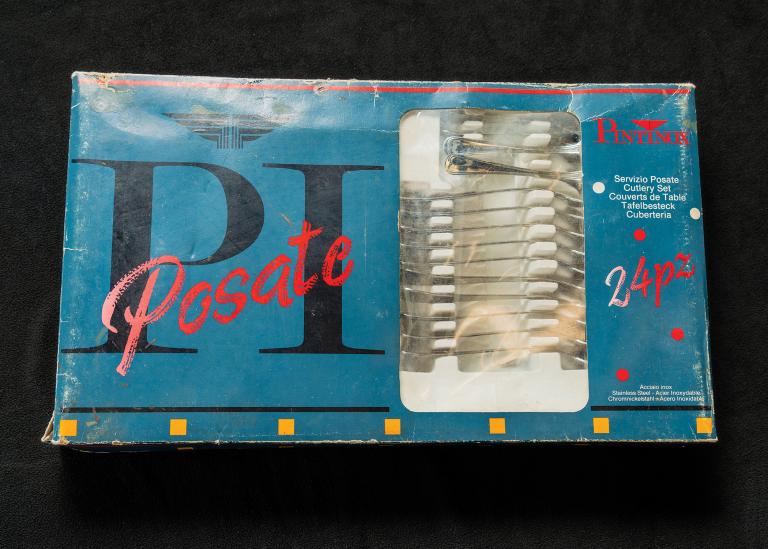 PI
Posate
PINTINOX
Servizio Posate
Cutlery Set
Couverts de Table
Tafelbesteck
Cuberteria
24pz
Acciaio inox
Stainless Steel - Acier Inoxydable
Chromnickelstahl - Acero Inoxidable